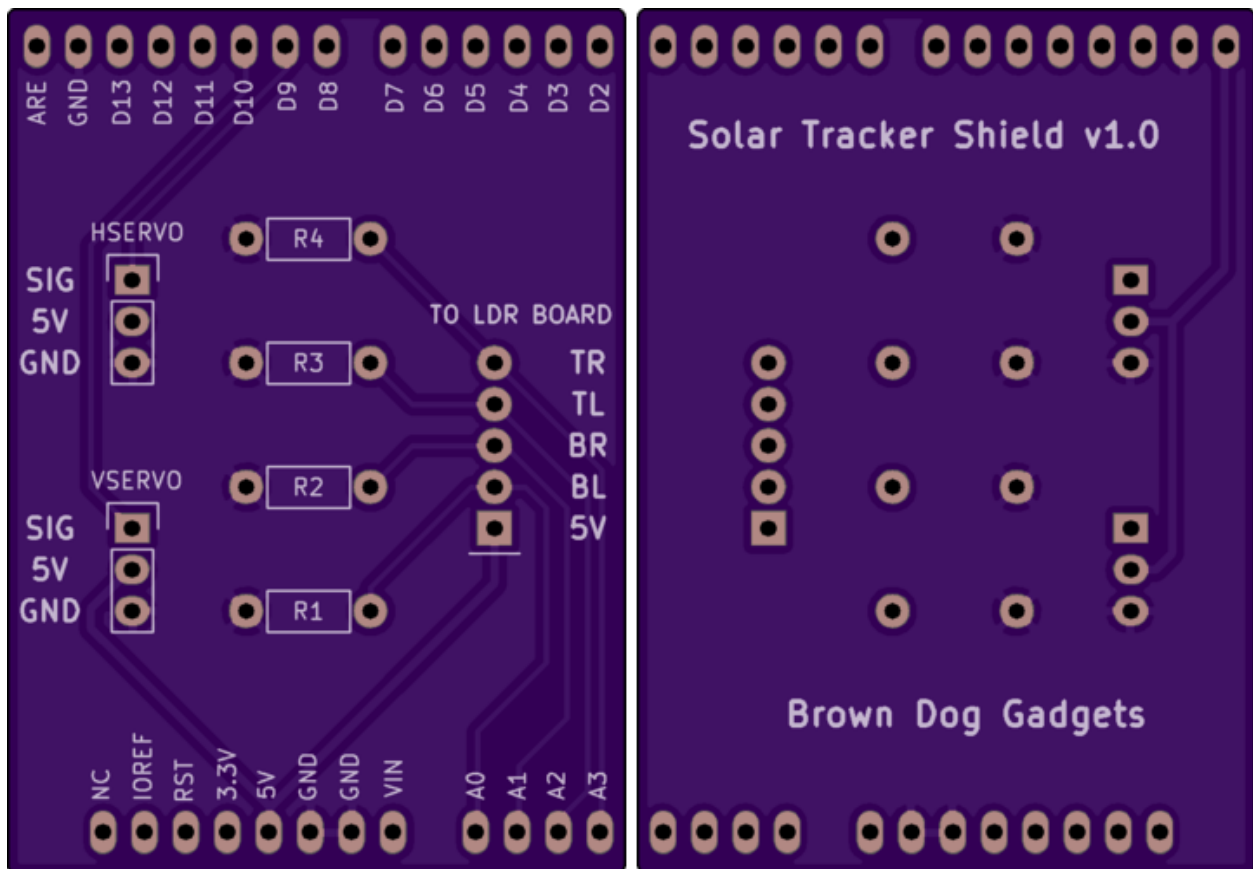 ARE GND D13 D12 D11 D10 D9 D8 D7 D6 D5 D4 D3 D2
HSERVO
SIG
5V
GND
R4
TO LDR BOARD
R3
TR
TL
BR
BL
5V
VSERVO
SIG
5V
GND
R2
R1
NC IOREF RST 3.3V 5V GND GND VIN A0 A1 A2 A3
Solar Tracker Shield v1.0
Brown Dog Gadgets